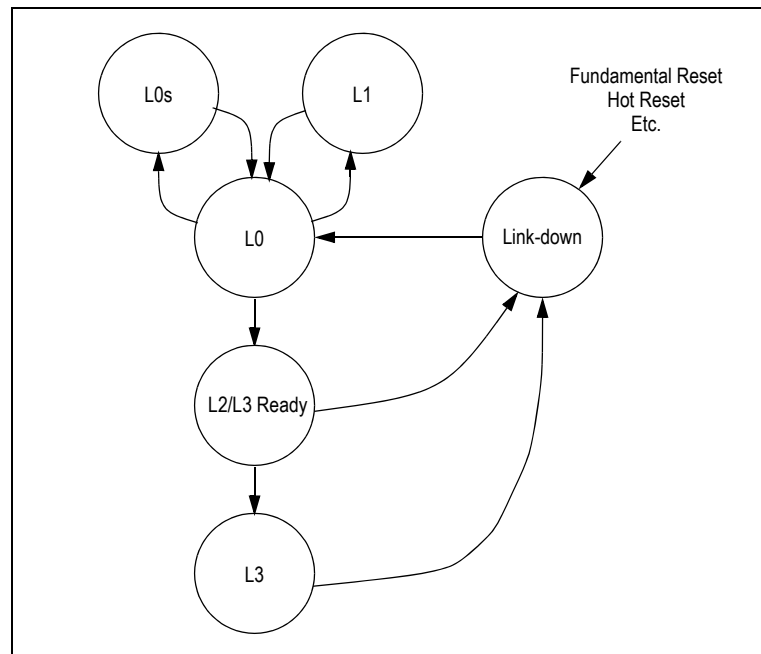 L0s
L1
Fundamental Reset
Hot Reset
Etc.
L0
Link-down
L2/L3 Ready
L3